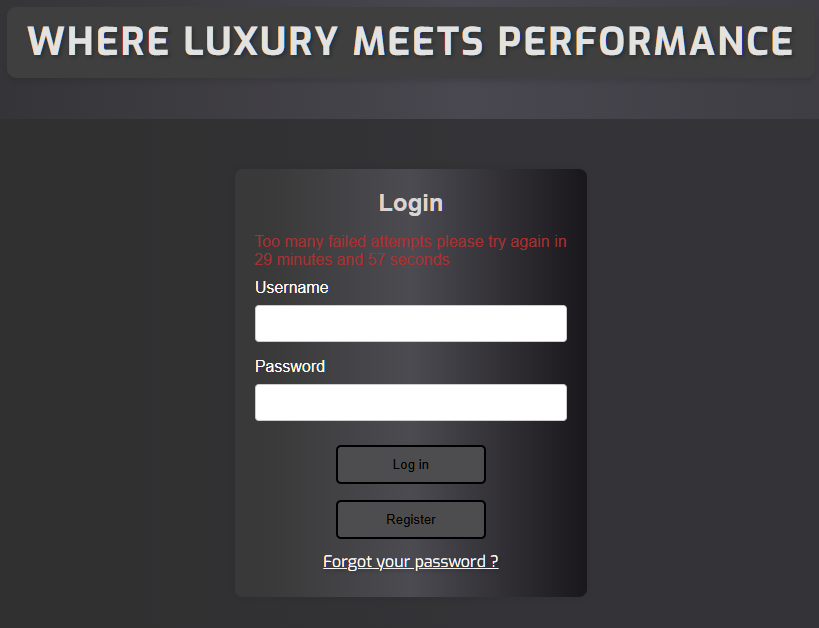 WHERE LUXURY MEETS PERFORMANCE
Login
Too many failed attempts please try again in
29 minutes and 57 seconds
Username
Password
Log in
Register
Forgot your password ?